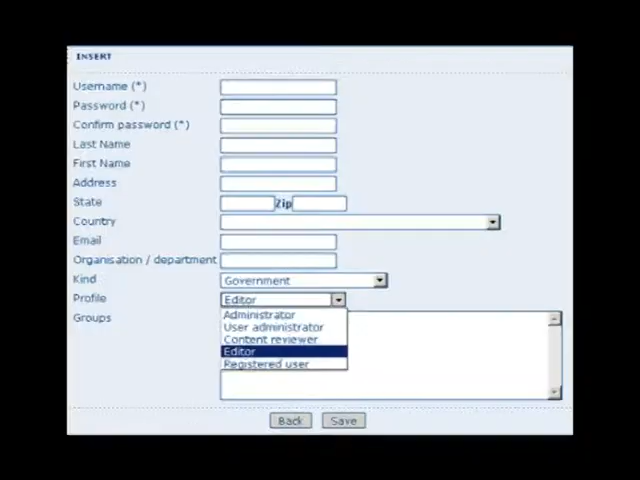 INSERT
Username (*)
Password (*)
Confirm password (*)
Last Name
First Name
Address
State Zip
Country
Email
Organisation / department
Kind Government
Profile Editor
Administrator
User administrator
Content reviewer
Editor
Registered user
Groups
Back Save